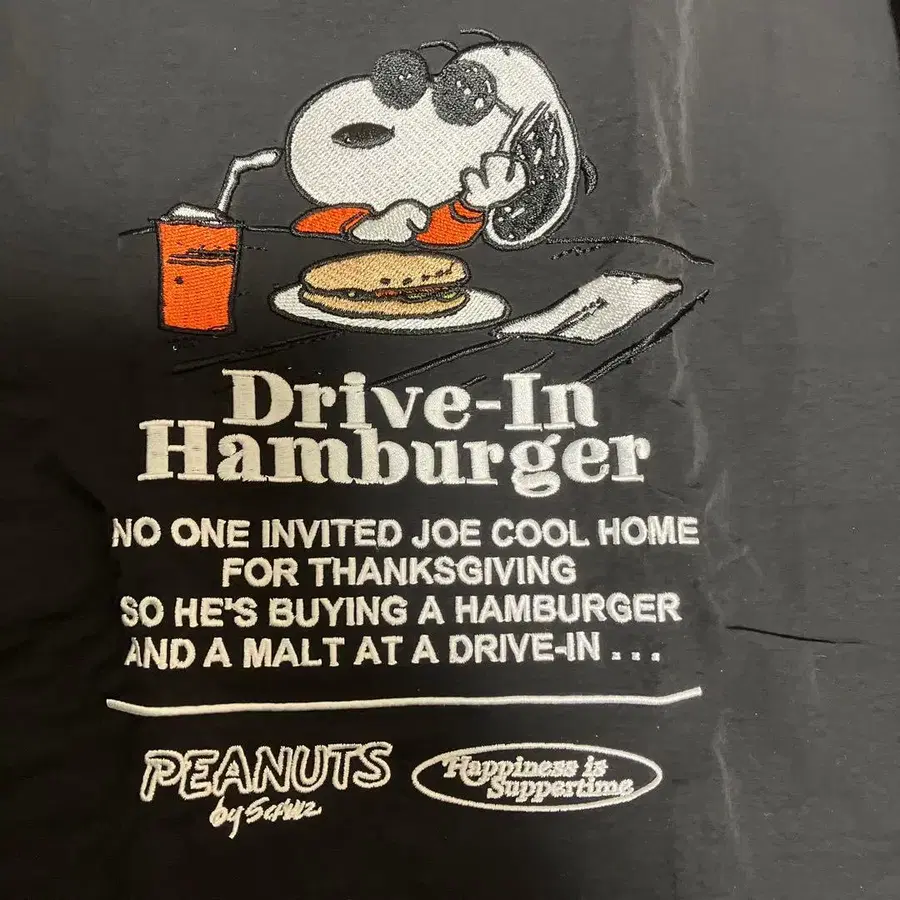 Drive-In
Hamburger
NO ONE INVITED JOE COOL HOME
FOR THANKSGIVING
SO HE'S BUYING A HAMBURGER
AND A MALT AT A DRIVE-IN ...
PEANUTS
by SCHULZ
Happiness is
Suppertime